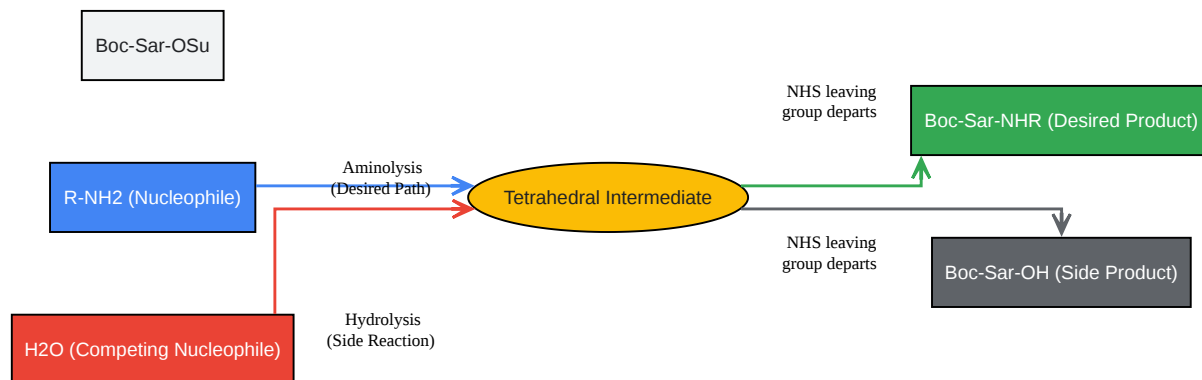 Boc-Sar-OSu
NHS leaving
group departs
Boc-Sar-NHR (Desired Product)
Aminolysis
(Desired Path)
R-NH2 (Nucleophile)
Tetrahedral Intermediate
NHS leaving
group departs
Boc-Sar-OH (Side Product)
Hydrolysis
(Side Reaction)
H2O (Competing Nucleophile)